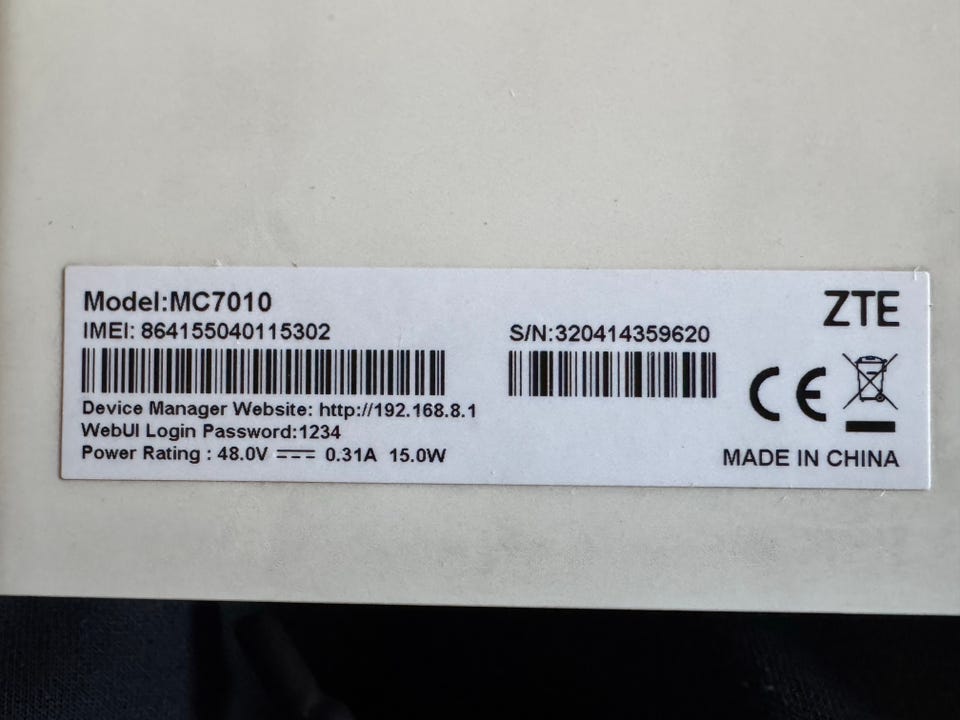 Model:MC7010
ZTE
IMEI: 864155040115302
S/N:320414359620
CE
Device Manager Website: http://192.168.8.1
WebUI Login Password:1234
Power Rating : 48.0V ⎓ 0.31A 15.0W
MADE IN CHINA